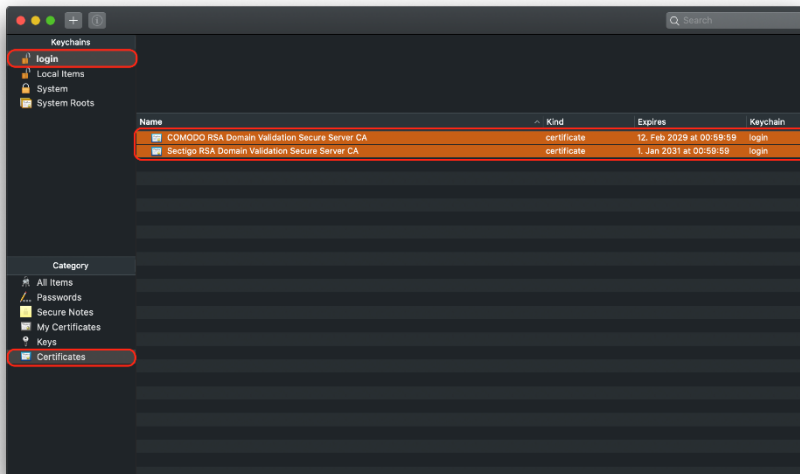 Search
Keychains
login
Local Items
System
System Roots
Name Kind Expires Keychain
COMODO RSA Domain Validation Secure Server CA certificate 12. Feb 2029 at 00:59:59 login
Sectigo RSA Domain Validation Secure Server CA certificate 1. Jan 2031 at 00:59:59 login
Category
All Items
Passwords
Secure Notes
My Certificates
Keys
Certificates